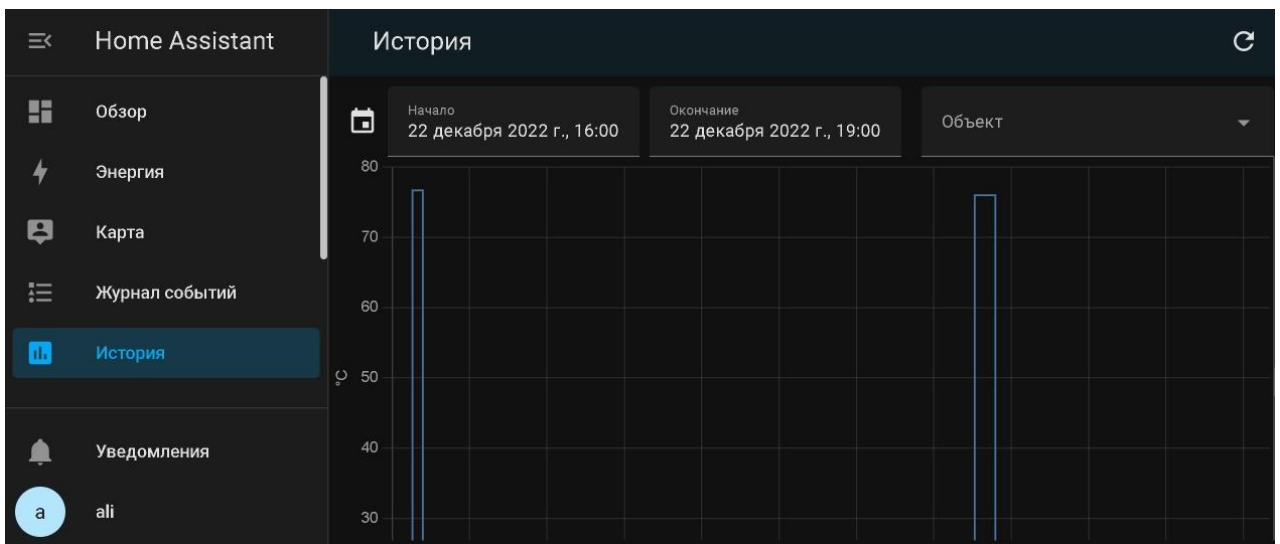 Home Assistant
История
Обзор
Энергия
Карта
Журнал событий
История
Уведомления
a
ali
Начало
22 декабря 2022 г., 16:00
Окончание
22 декабря 2022 г., 19:00
Объект
80
70
60
°C
50
40
30